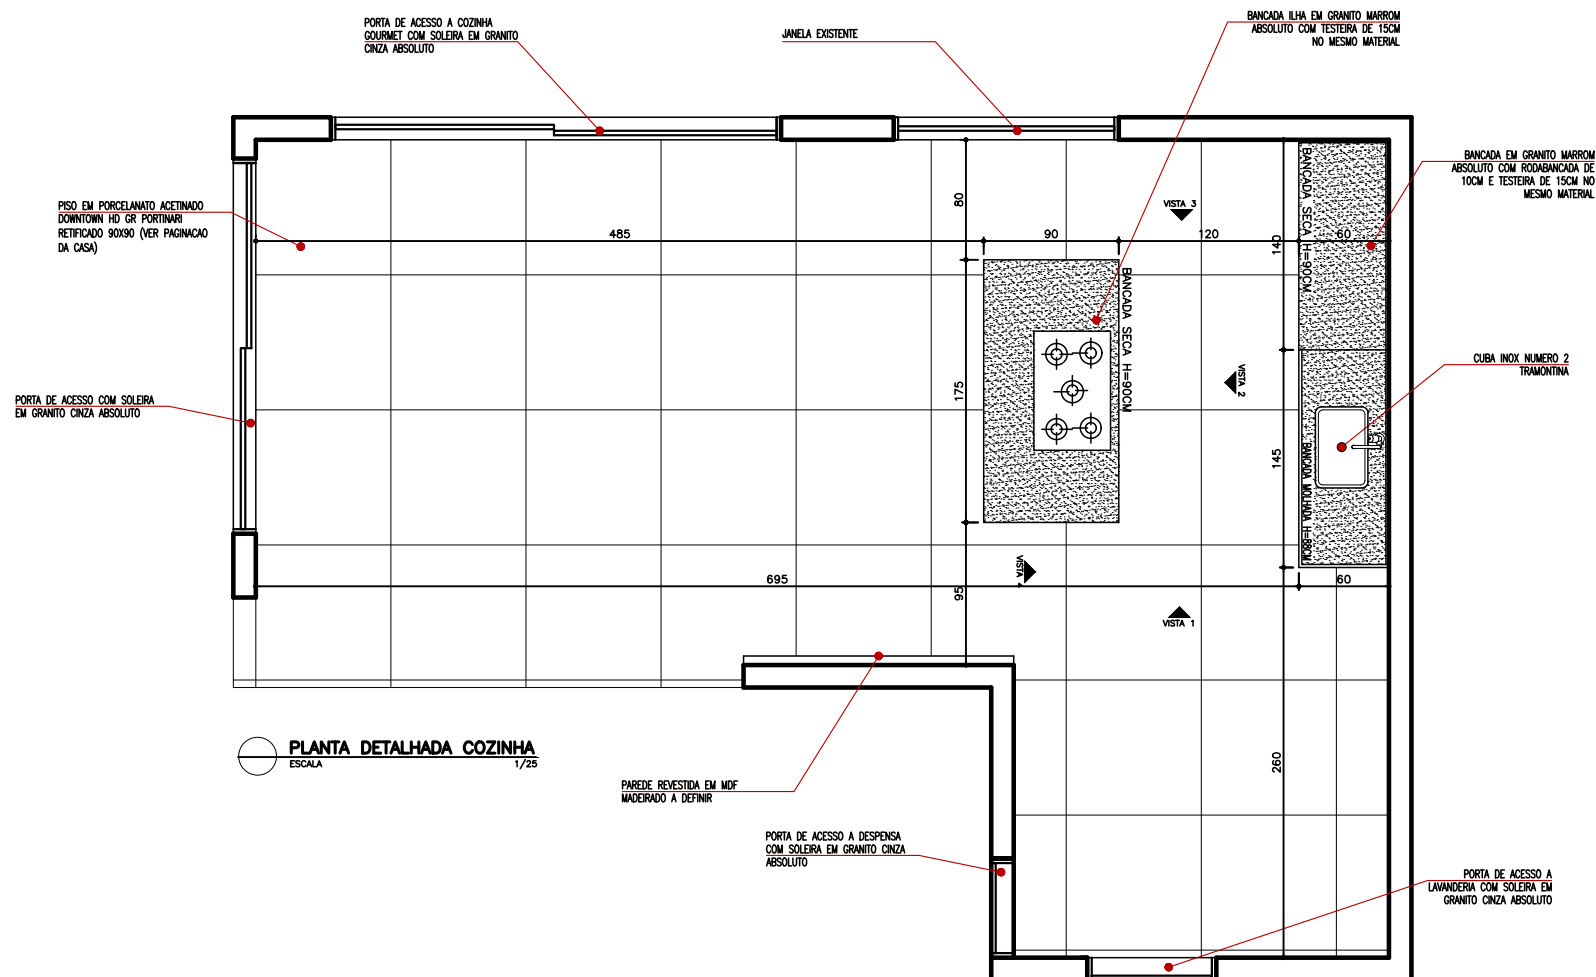 PORTA DE ACESSO A COZINHA
GOURMET COM SOLEIRA EM GRANITO
CINZA ABSOLUTO
JANELA EXISTENTE
BANCADA ILHA EM GRANITO MARROM
ABSOLUTO COM TESTEIRA DE 15CM
NO MESMO MATERIAL
BANCADA EM GRANITO MARROM
ABSOLUTO COM RODABANCADA DE
10CM E TESTEIRA DE 15CM NO
MESMO MATERIAL
PISO EM PORCELANATO ACETINADO
DOWNTOWN HD GR PORTINARI
RETIFICADO 90X90 (VER PAGINACAO
DA CASA)
80
VISTA 3
485
90
120
140
60
BANCADA SECA H=90CM
BANCADA SECA H=90CM
175
VISTA 2
CUBA INOX NUMERO 2
TRAMONTINA
PORTA DE ACESSO COM SOLEIRA
EM GRANITO CINZA ABSOLUTO
145
BANCADA MOLHADA H=88CM
695
95
VISTA
60
VISTA 1
PLANTA DETALHADA COZINHA
ESCALA
1/25
260
PAREDE REVESTIDA EM MDF
MADEIRADO A DEFINIR
PORTA DE ACESSO A DESPENSA
COM SOLEIRA EM GRANITO CINZA
ABSOLUTO
PORTA DE ACESSO A
LAVANDERIA COM SOLEIRA EM
GRANITO CINZA ABSOLUTO